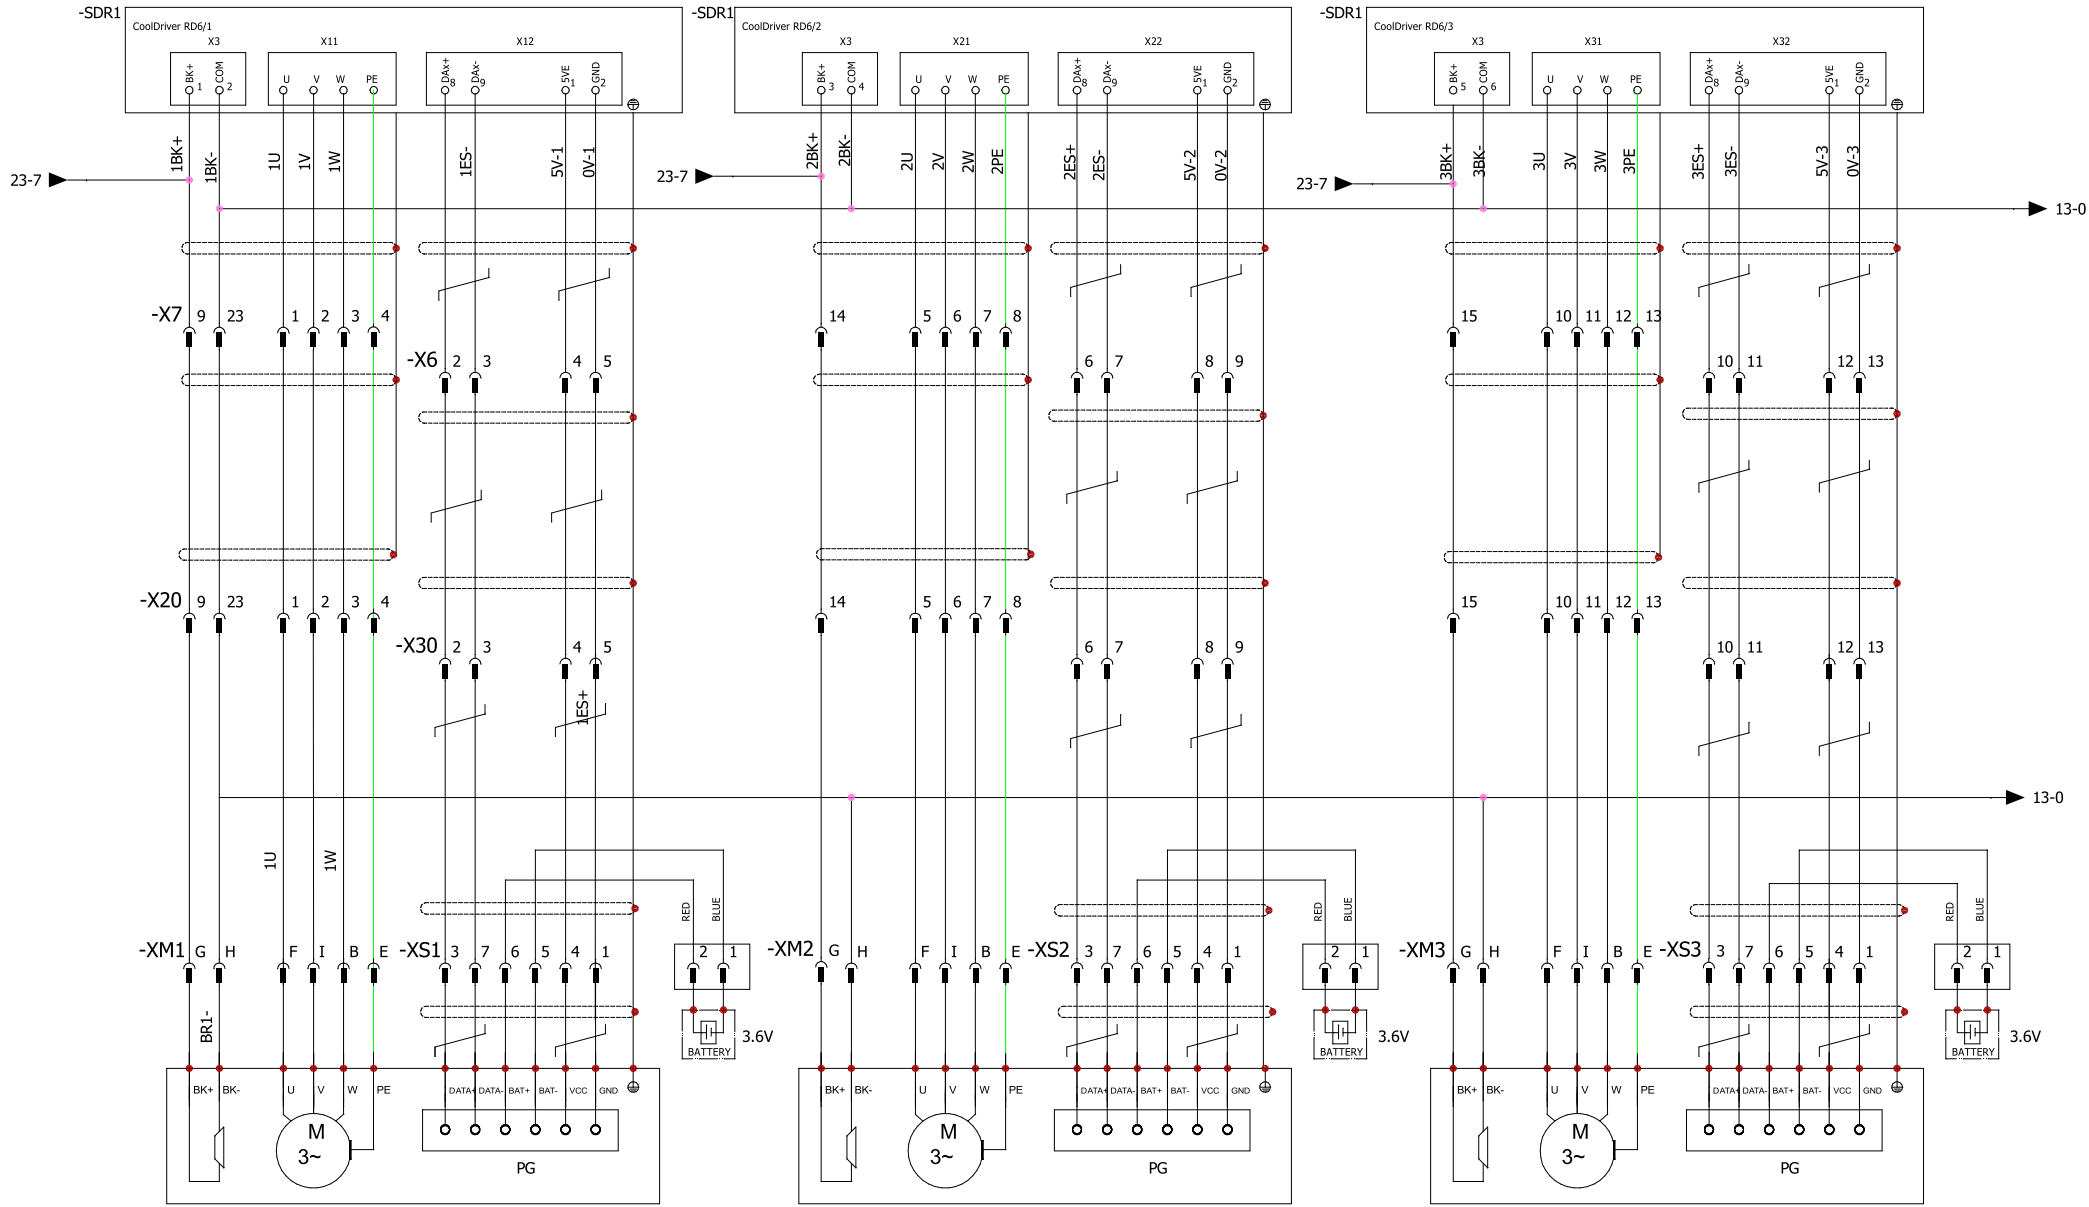 -SDR1 -SDR1 -SDR1
CoolDriver RD6/1 CoolDriver RD6/2 CoolDriver RD6/3
X3 X11 X12 X3 X21 X22 X3 X31 X32
BK+ COM U V W PE DAx+ DAx- 5VE GND BK+ COM U V W PE DAx+ DAx- 5VE GND BK+ COM U V W PE DAx+ DAx- 5VE GND
1 2 8 9 1 2 3 4 8 9 1 2 5 6 8 9 1 2
1BK+ 1BK- 1U 1V 1W 1ES- 5V-1 0V-1 2BK+ 2BK- 2U 2V 2W 2PE 2ES+ 2ES- 5V-2 0V-2 3BK+ 3BK- 3U 3V 3W 3PE 3ES+ 3ES- 5V-3 0V-3
23-7 23-7 23-7
13-0
-X7 9 23 1 2 3 4 14 5 6 7 8 15 10 11 12 13
-X6 2 3 4 5 6 7 8 9 10 11 12 13
-X20 9 23 1 2 3 4 14 5 6 7 8 15 10 11 12 13
-X30 2 3 4 5 6 7 8 9 10 11 12 13
1ES+
13-0
1U 1W
RED BLUE RED BLUE RED BLUE
-XM1 G H F I B E -XS1 3 7 6 5 4 1 2 1 -XM2 G H F I B E -XS2 3 7 6 5 4 1 2 1 -XM3 G H F I B E -XS3 3 7 6 5 4 1 2 1
BR1-
3.6V 3.6V 3.6V
BATTERY BATTERY BATTERY
BK+ BK- U V W PE DATA+ DATA- BAT+ BAT- VCC GND BK+ BK- U V W PE DATA+ DATA- BAT+ BAT- VCC GND BK+ BK- U V W PE DATA+ DATA- BAT+ BAT- VCC GND
M M M
3~ 3~ 3~
PG PG PG